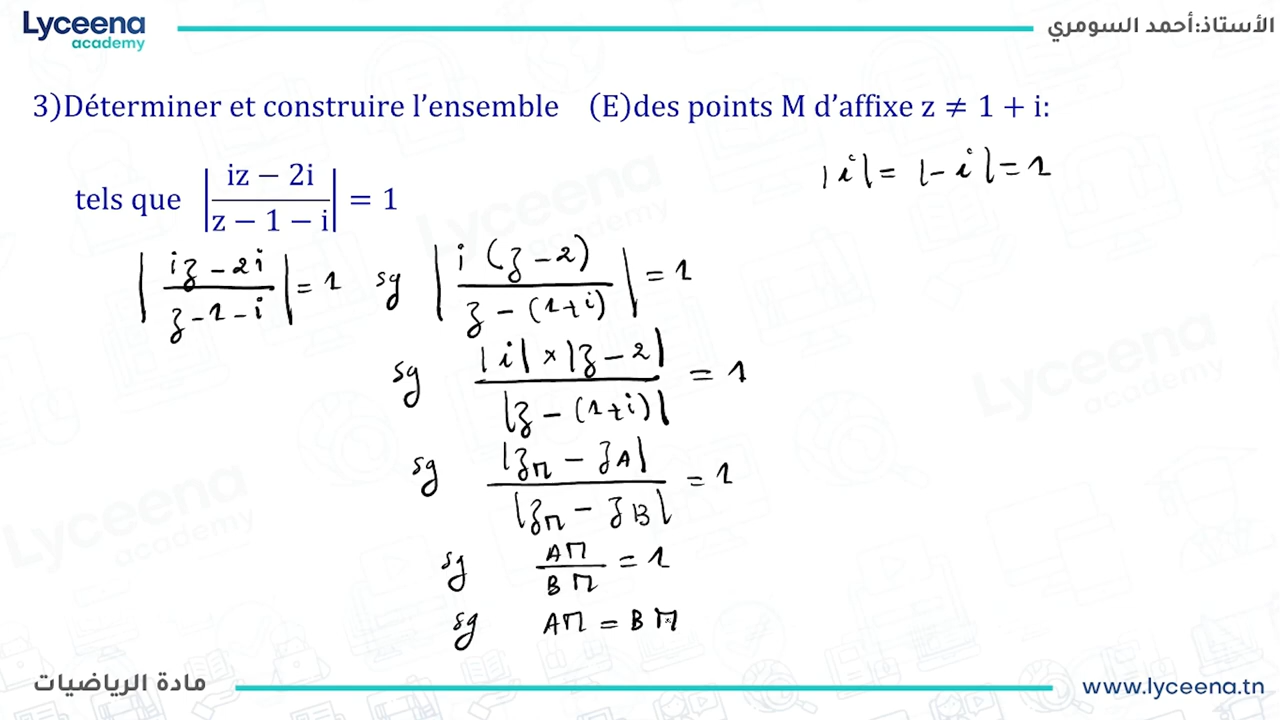 Lyceena
academy
الأستاذ:أحمد السومري
3)Déterminer et construire l'ensemble (E)des points M d'affixe z ≠ 1 + i:
tels que |(iz − 2i)/(z − 1 − i)| = 1
|i| = |-i| = 1
|(iz - 2i)/(z - 1 - i)| = 1 sg |i(z - 2)/(z - (1+i))| = 1
sg (|i| × |z - 2|)/|z - (1+i)| = 1
sg |zM - zA|/|zM - zB| = 1
sg AM/BM = 1
sg AM = BM
مادة الرياضيات
www.lyceena.tn